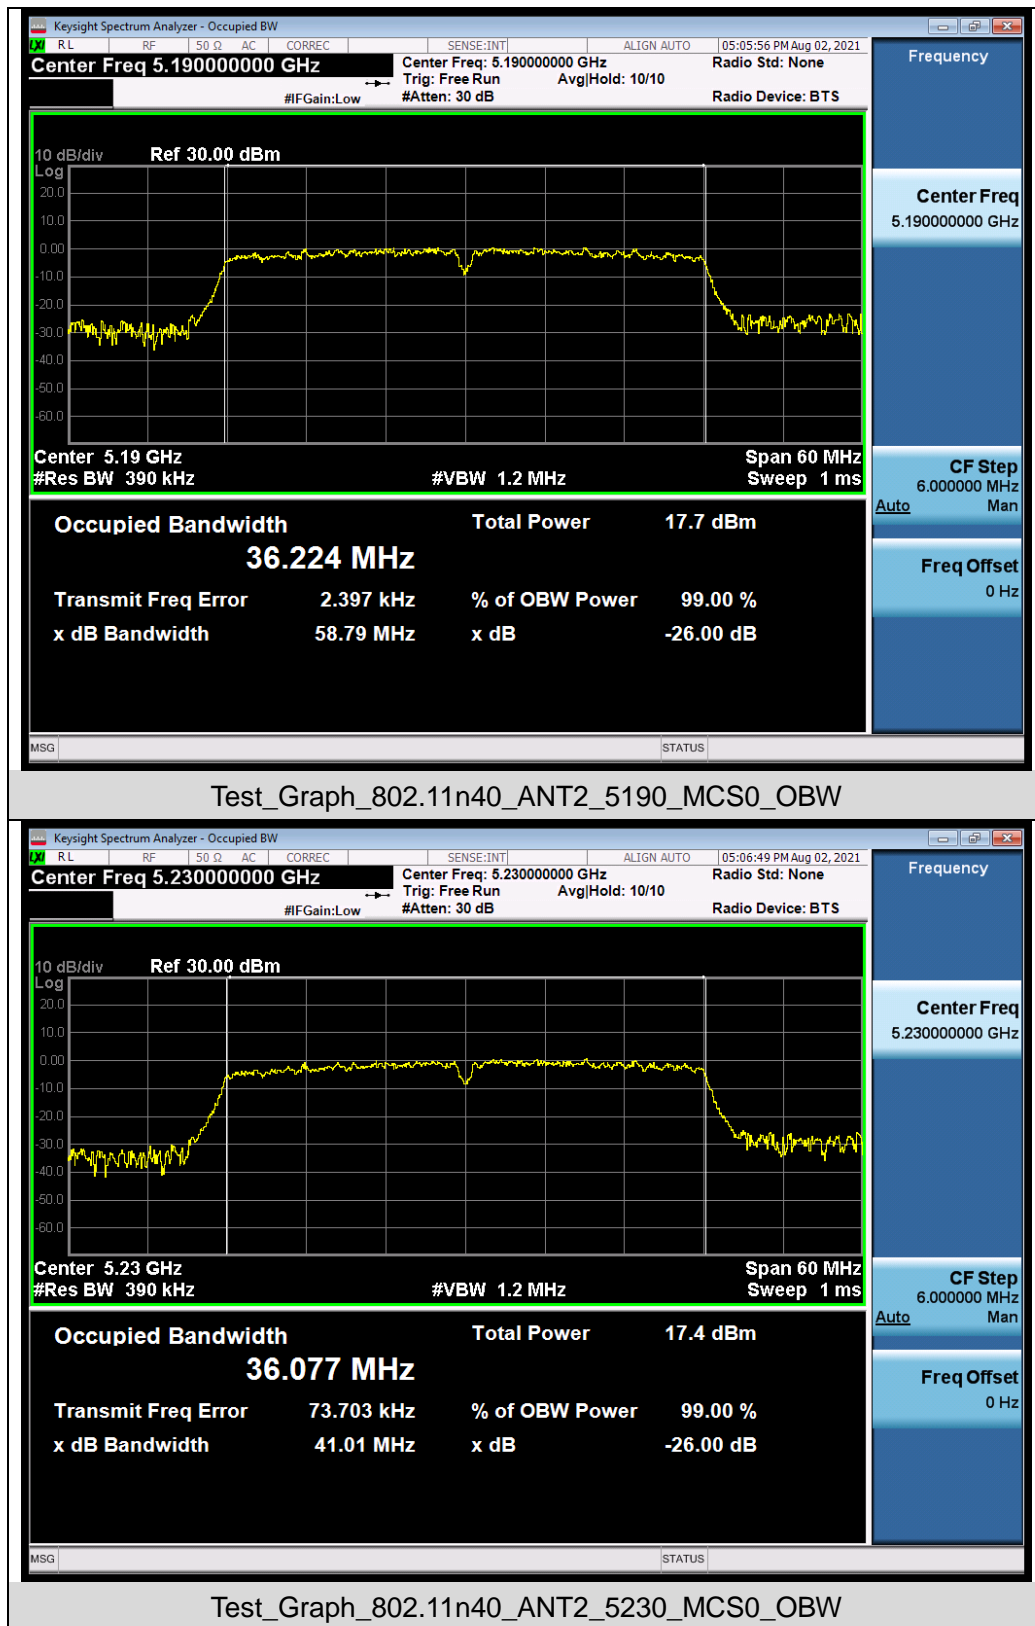 Keysight Spectrum Analyzer - Occupied BW
LXI RL RF 50 Ω AC CORREC SENSE:INT ALIGN AUTO 05:05:56 PM Aug 02, 2021
Center Freq 5.190000000 GHz
Center Freq: 5.190000000 GHz Radio Std: None
Trig: Free Run Avg|Hold: 10/10
#IFGain:Low #Atten: 30 dB Radio Device: BTS
Frequency
10 dB/div Ref 30.00 dBm
Log
20.0
10.0
0.00
-10.0
-20.0
-30.0
-40.0
-50.0
-60.0
Center 5.19 GHz Span 60 MHz
#Res BW 390 kHz #VBW 1.2 MHz Sweep 1 ms
Center Freq
5.190000000 GHz
CF Step
6.000000 MHz
Auto Man
Freq Offset
0 Hz
Occupied Bandwidth Total Power 17.7 dBm
36.224 MHz
Transmit Freq Error 2.397 kHz % of OBW Power 99.00 %
x dB Bandwidth 58.79 MHz x dB -26.00 dB
MSG STATUS
Test_Graph_802.11n40_ANT2_5190_MCS0_OBW
Keysight Spectrum Analyzer - Occupied BW
LXI RL RF 50 Ω AC CORREC SENSE:INT ALIGN AUTO 05:06:49 PM Aug 02, 2021
Center Freq 5.230000000 GHz
Center Freq: 5.230000000 GHz Radio Std: None
Trig: Free Run Avg|Hold: 10/10
#IFGain:Low #Atten: 30 dB Radio Device: BTS
Frequency
10 dB/div Ref 30.00 dBm
Log
20.0
10.0
0.00
-10.0
-20.0
-30.0
-40.0
-50.0
-60.0
Center 5.23 GHz Span 60 MHz
#Res BW 390 kHz #VBW 1.2 MHz Sweep 1 ms
Center Freq
5.230000000 GHz
CF Step
6.000000 MHz
Auto Man
Freq Offset
0 Hz
Occupied Bandwidth Total Power 17.4 dBm
36.077 MHz
Transmit Freq Error 73.703 kHz % of OBW Power 99.00 %
x dB Bandwidth 41.01 MHz x dB -26.00 dB
MSG STATUS
Test_Graph_802.11n40_ANT2_5230_MCS0_OBW